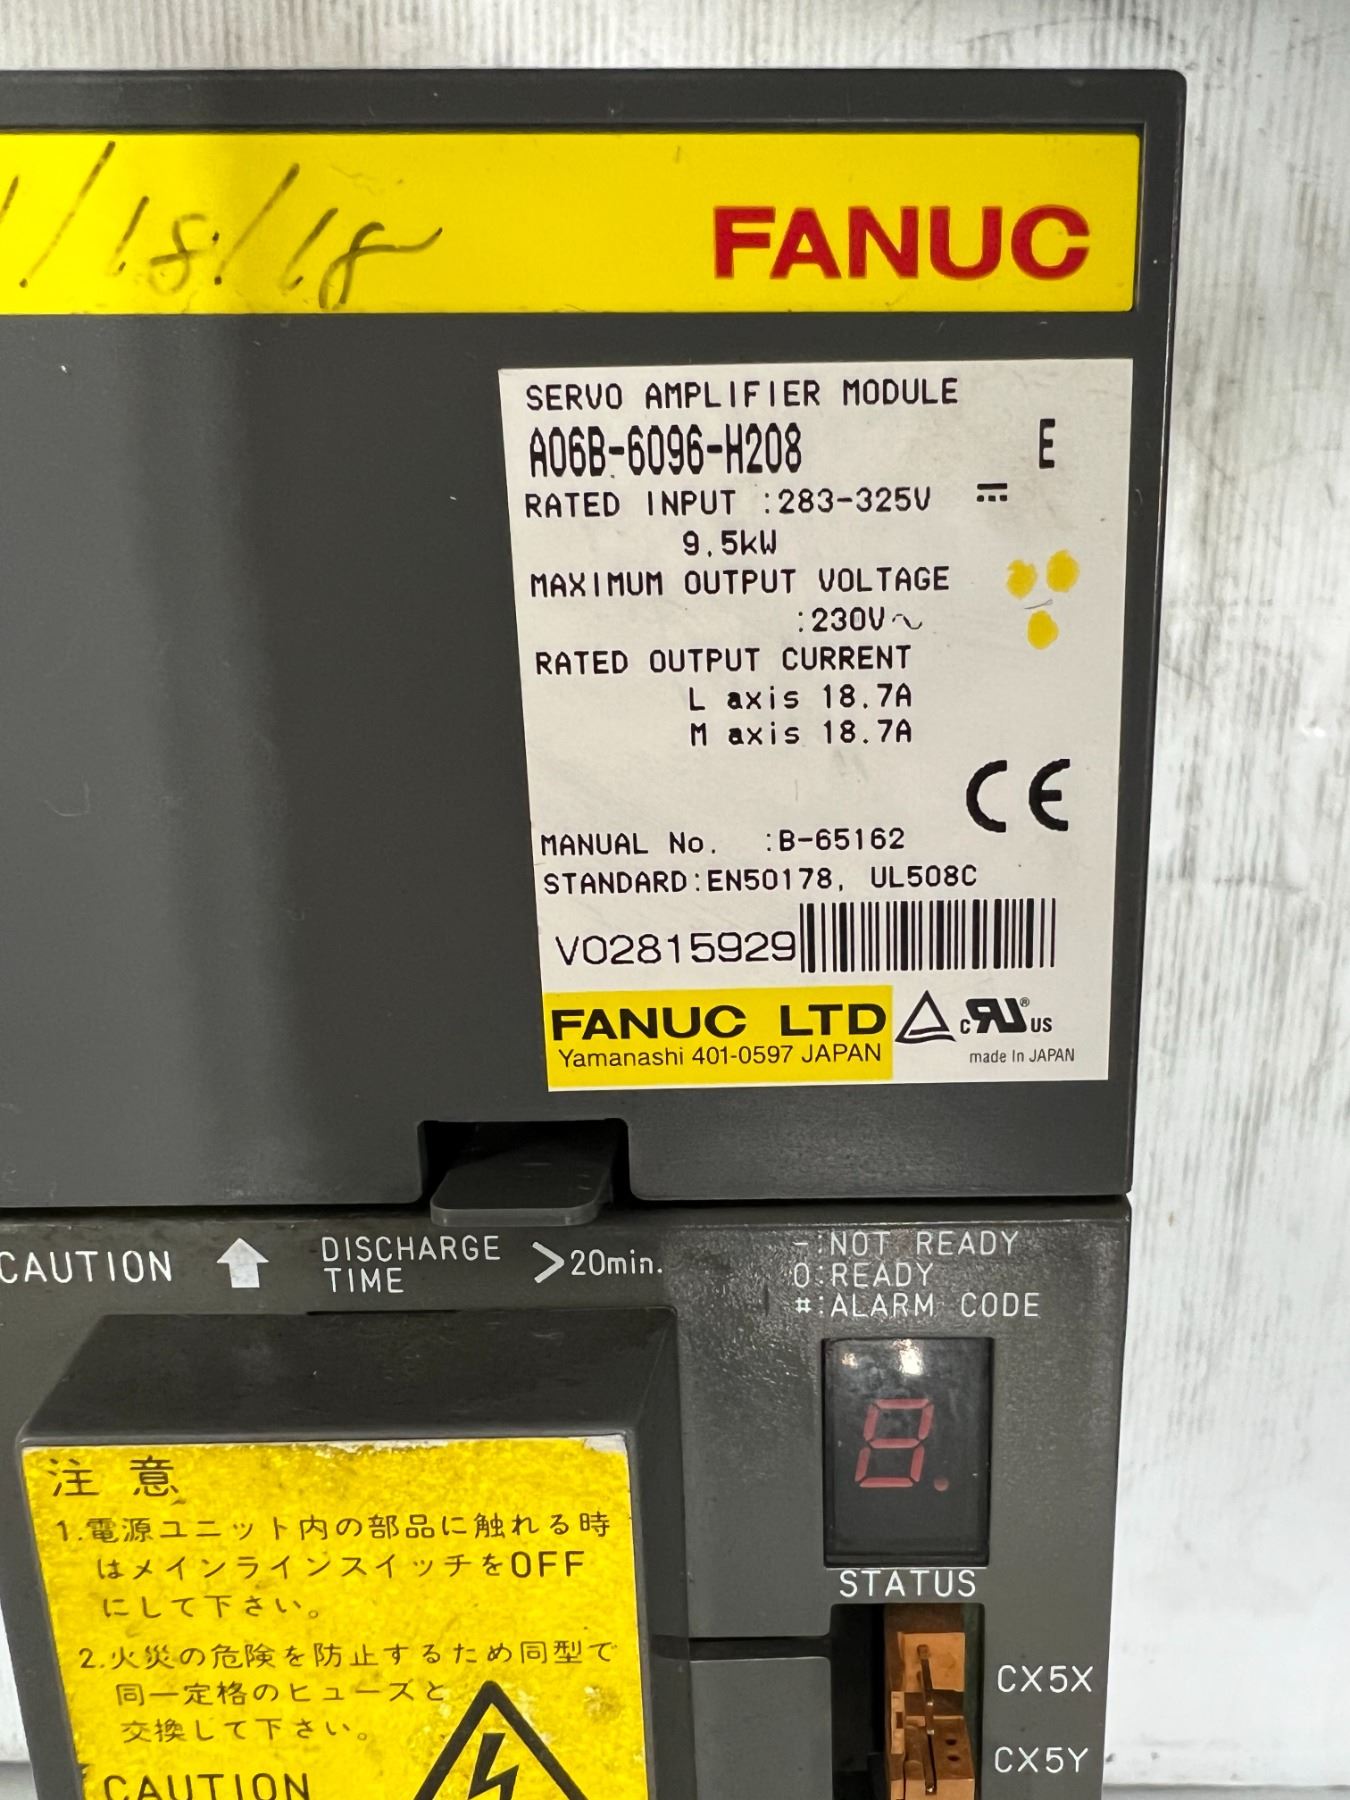 /18/18
FANUC
SERVO AMPLIFIER MODULE
A06B-6096-H208 E
RATED INPUT :283-325V ⎓
9.5kW
MAXIMUM OUTPUT VOLTAGE
:230V～
RATED OUTPUT CURRENT
L axis 18.7A
M axis 18.7A
CE
MANUAL No. :B-65162
STANDARD:EN50178, UL508C
V02815929
FANUC LTD
Yamanashi 401-0597 JAPAN
c RU ® US
made in JAPAN
CAUTION
DISCHARGE
TIME
>20min.
-:NOT READY
0:READY
#:ALARM CODE
8.
STATUS
CX5X
CX5Y
注意
1.電源ユニット内の部品に触れる時
はメインラインスイッチをOFF
にして下さい。
2.火災の危険を防止するため同型で
同一定格のヒューズと
交換して下さい。
CAUTION